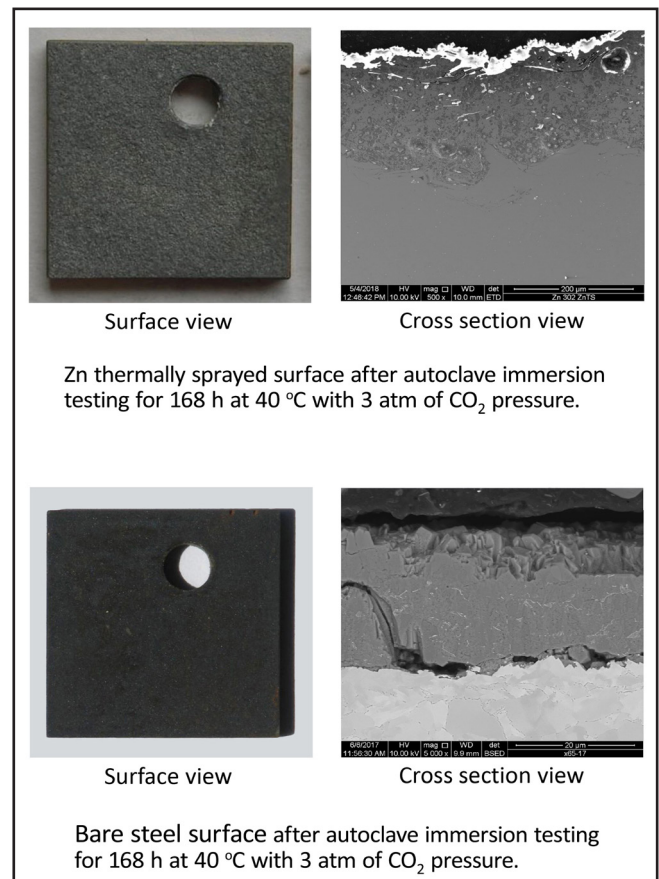 5/4/2018 HV mag □ WD det 200 µm
12:46:42 PM 10.00 kV 500 x 10.0 mm ETD Zn 302 ZnTS
Surface view Cross section view
Zn thermally sprayed surface after autoclave immersion
testing for 168 h at 40 °C with 3 atm of CO₂ pressure.
6/6/2017 HV mag □ WD det 20 µm
11:56:30 AM 10.00 kV 5 000 x 9.9 mm BSED x65-17
Surface view Cross section view
Bare steel surface after autoclave immersion testing
for 168 h at 40 °C with 3 atm of CO₂ pressure.